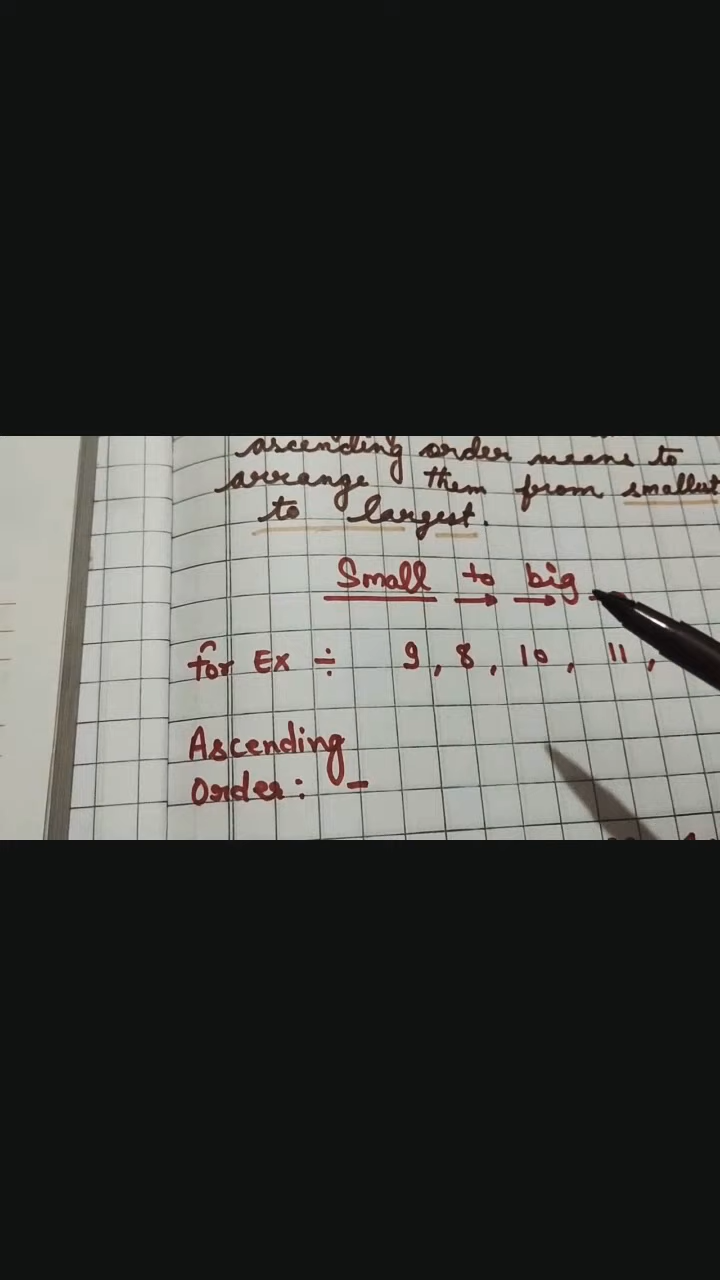 ascending order means to
arrange them from smallest
to largest.
Small to big
for Ex ÷ 9, 8, 10, 11,
Ascending
Order: -